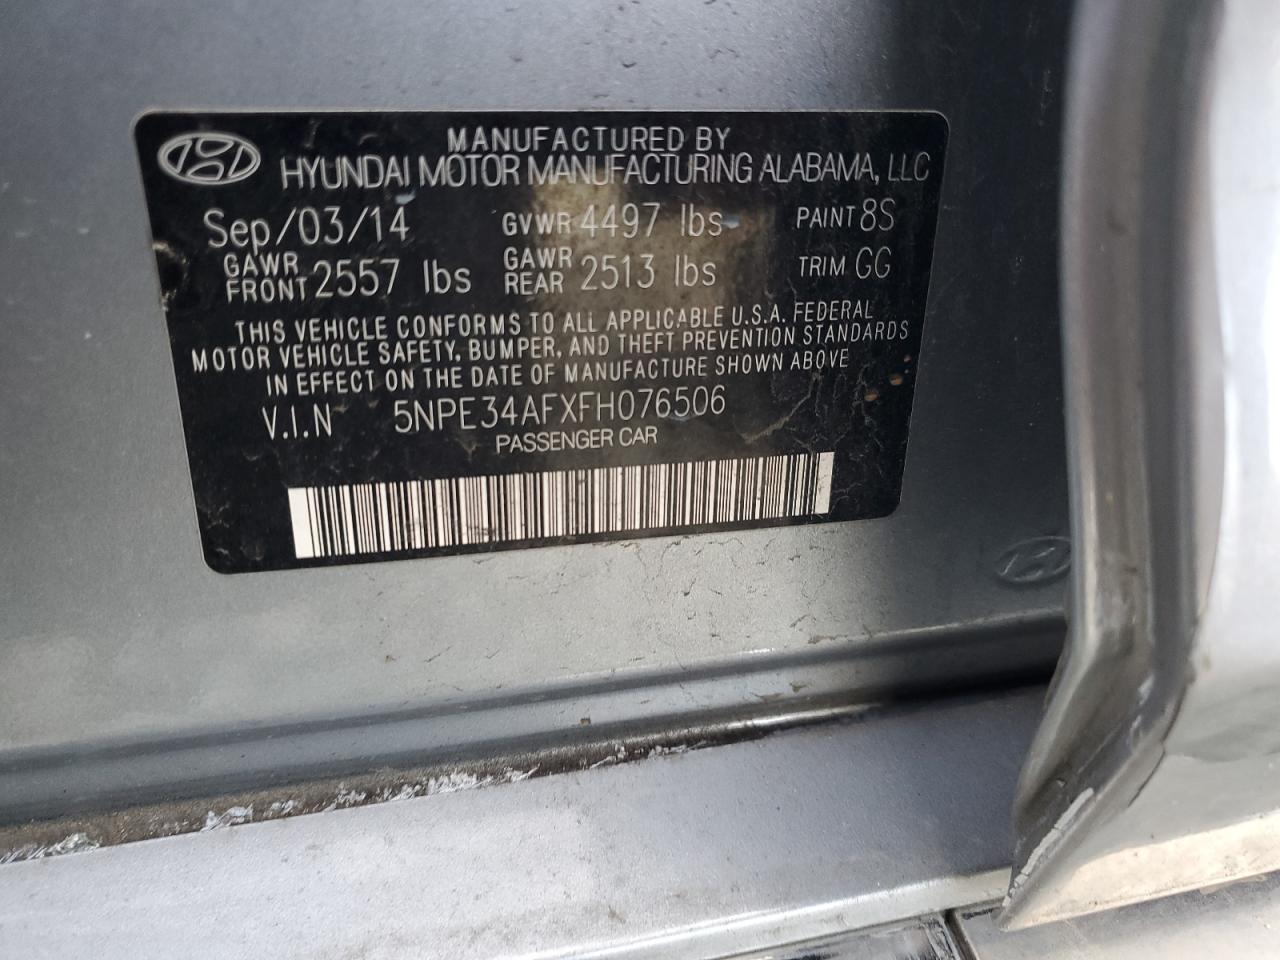 MANUFACTURED BY
HYUNDAI MOTOR MANUFACTURING ALABAMA, LLC
Sep/03/14 GVWR 4497 lbs PAINT 8S
GAWR FRONT 2557 lbs GAWR REAR 2513 lbs TRIM GG
THIS VEHICLE CONFORMS TO ALL APPLICABLE U.S.A. FEDERAL
MOTOR VEHICLE SAFETY, BUMPER, AND THEFT PREVENTION STANDARDS
IN EFFECT ON THE DATE OF MANUFACTURE SHOWN ABOVE
V.I.N 5NPE34AFXFH076506
PASSENGER CAR